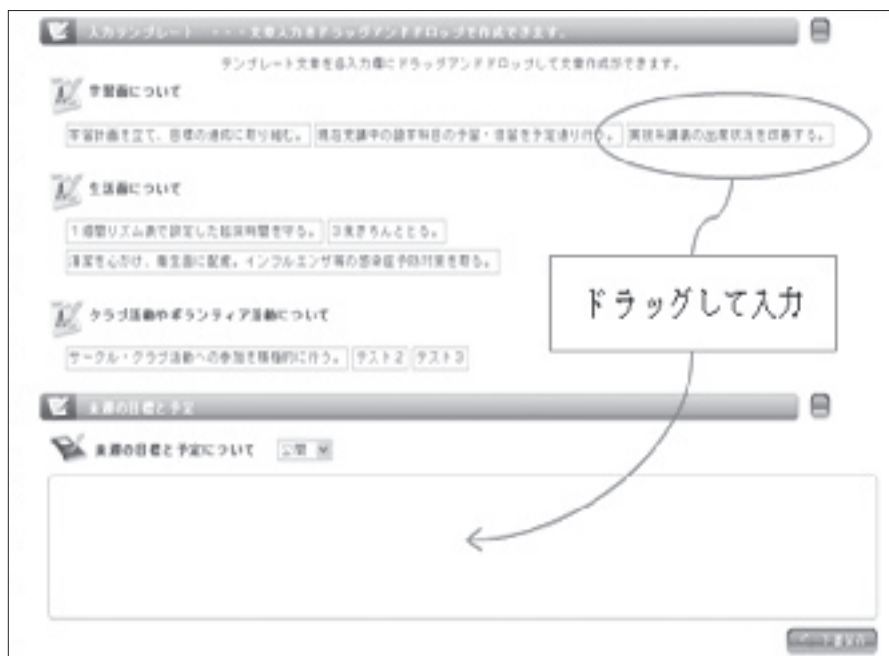 入力テンプレート ・・・文章入力をドラッグアンドドロップで作成できます。
テンプレート文章を各入力欄にドラッグアンドドロップして文章作成ができます。
学習面について
学習計画を立て、目標の達成に取り組む。 現在受講中の語学科目の予習・復習を予定通り行う。 実技系講義の出席状況を改善する。
生活面について
1週間リズム表で設定した起床時間を守る。 3食きちんととる。
清潔を心がけ、衛生面に配慮。インフルエンザ等の感染症予防対策を取る。
クラブ活動やボランティア活動について
サークル・クラブ活動への参加を積極的に行う。 テスト2 テスト3
ドラッグして入力
来週の目標と予定
来週の目標と予定について 公開
下書保存